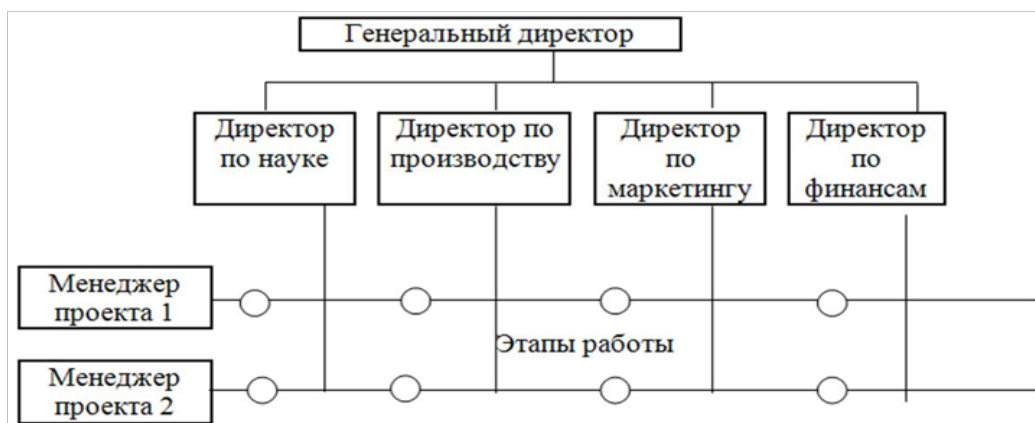 Генеральный директор
Директор
по науке
Директор по
производству
Директор
по
маркетингу
Директор
по
финансам
Менеджер
проекта 1
Этапы работы
Менеджер
проекта 2